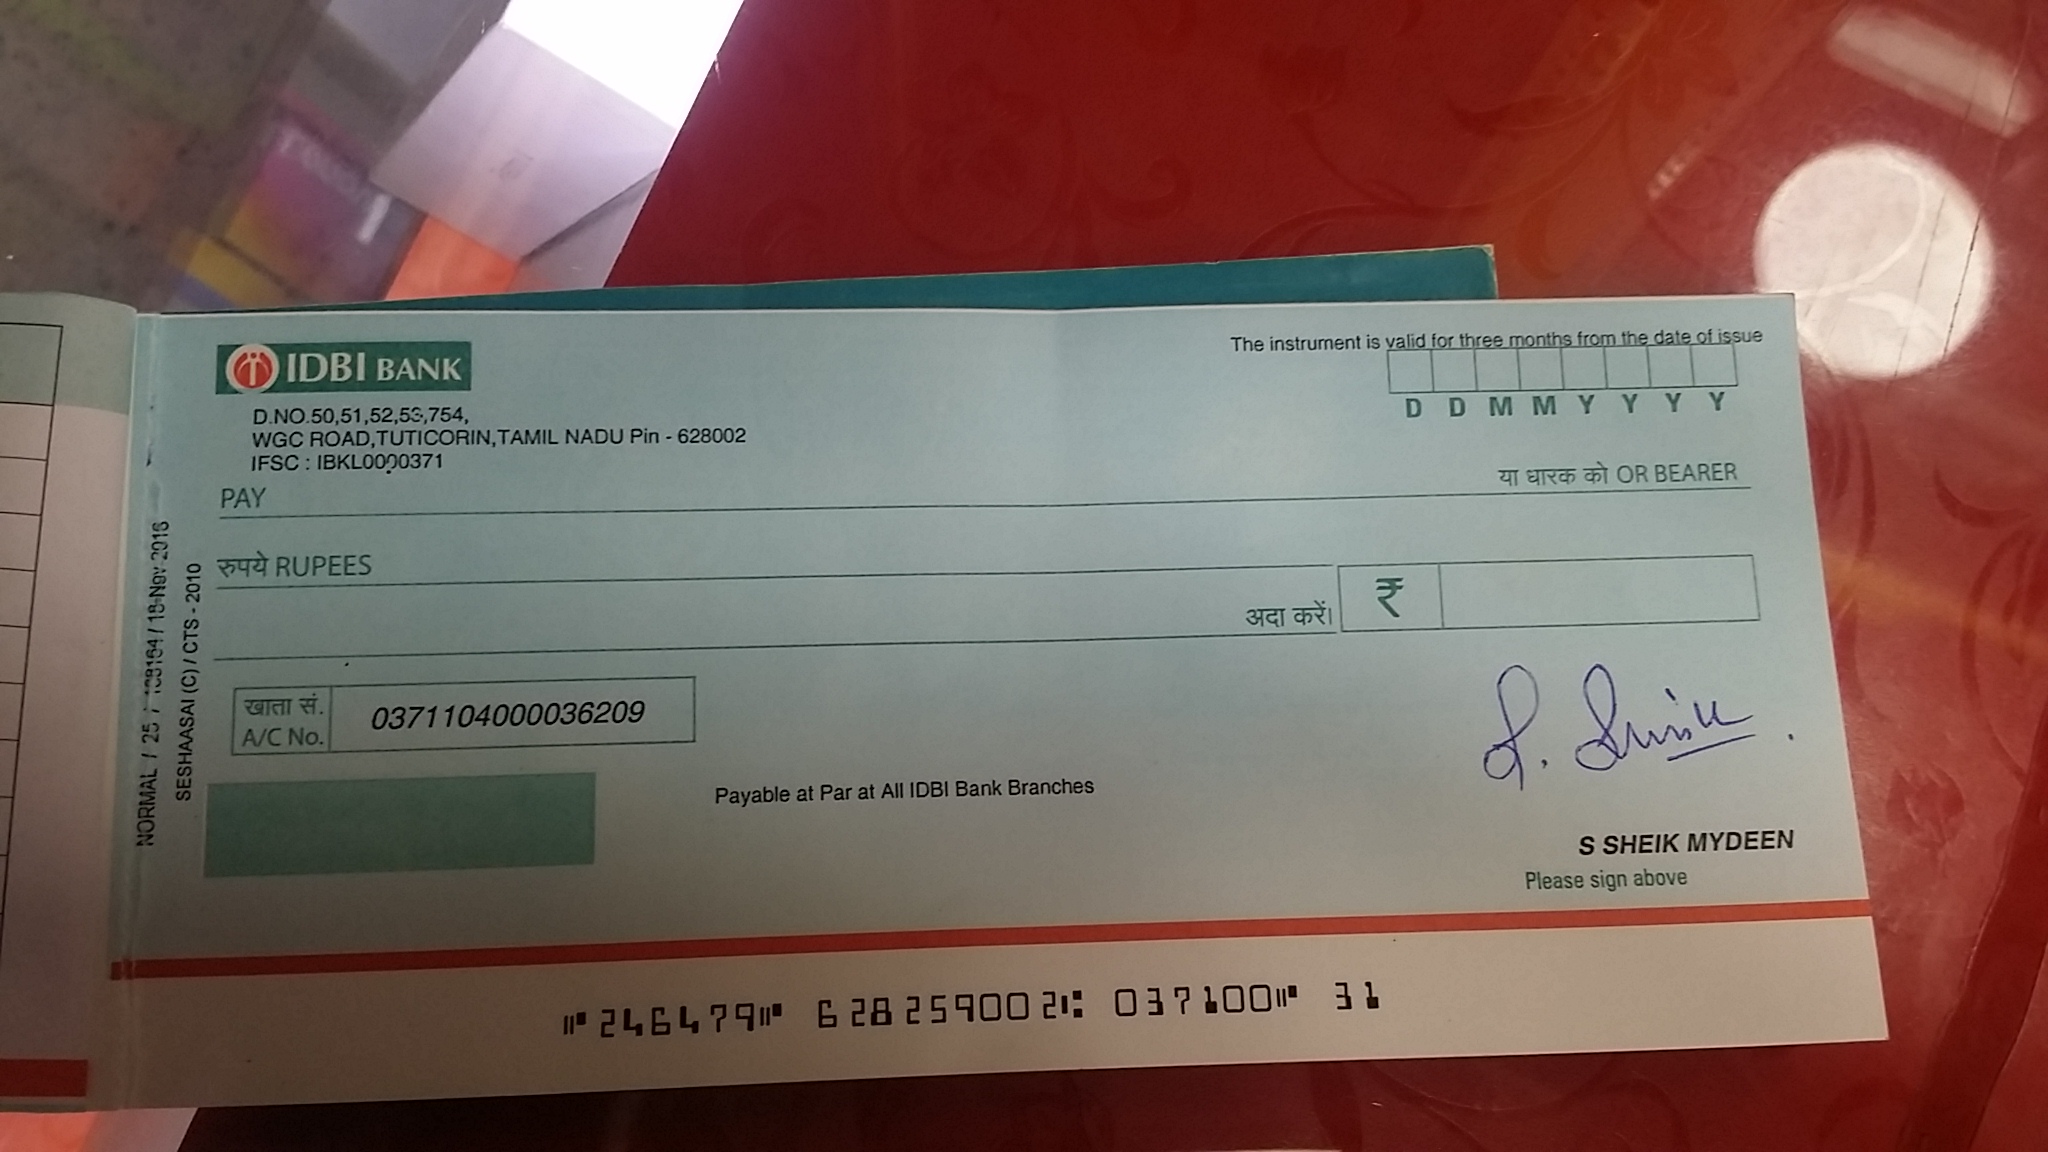 The instrument is valid for three months from the date of issue
IDBI BANK
D D M M Y Y Y Y
D.NO.50,51,52,53,754,
WGC ROAD,TUTICORIN,TAMIL NADU Pin - 628002
IFSC : IBKL0000371
PAY
या धारक को OR BEARER
रुपये RUPEES
अदा करें।
₹
खाता सं.
A/C No.
0371104000036209
Payable at Par at All IDBI Bank Branches
S SHEIK MYDEEN
Please sign above
SESHAASAI (C) / CTS - 2010
NORMAL / 25 / / 18-Nov 2016
⑈246479⑈ 628259002⑆ 037100⑈ 31